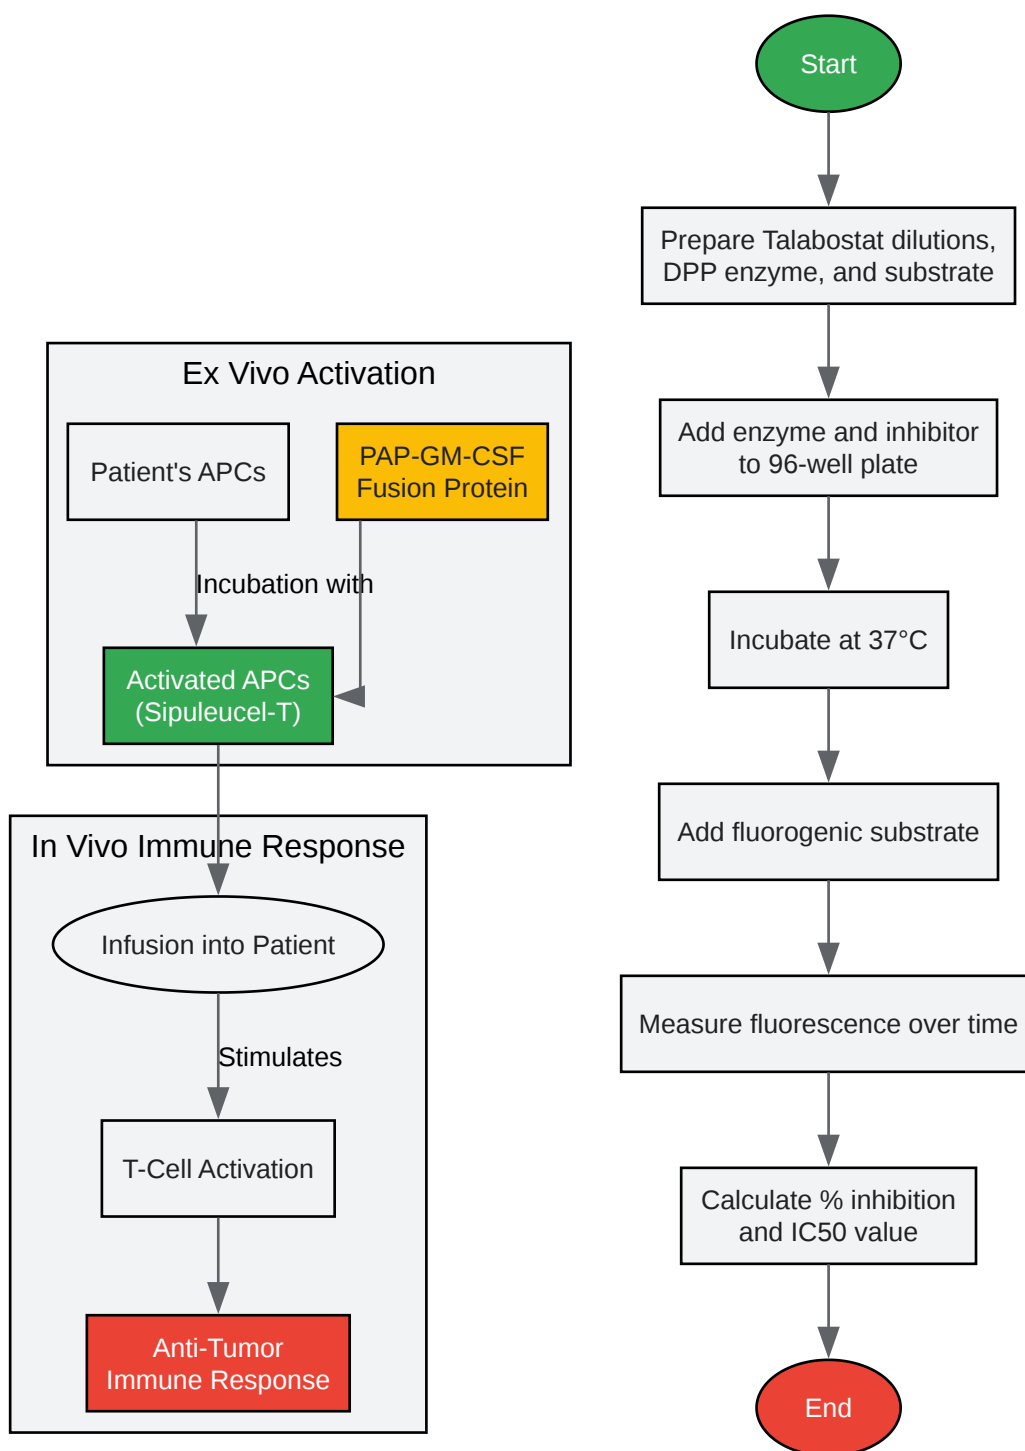 Ex Vivo Activation
Patient's APCs
PAP-GM-CSF
Fusion Protein
Incubation with
Activated APCs
(Sipuleucel-T)
In Vivo Immune Response
Infusion into Patient
Stimulates
T-Cell Activation
Anti-Tumor
Immune Response
Start
Prepare Talabostat dilutions,
DPP enzyme, and substrate
Add enzyme and inhibitor
to 96-well plate
Incubate at 37°C
Add fluorogenic substrate
Measure fluorescence over time
Calculate % inhibition
and IC50 value
End